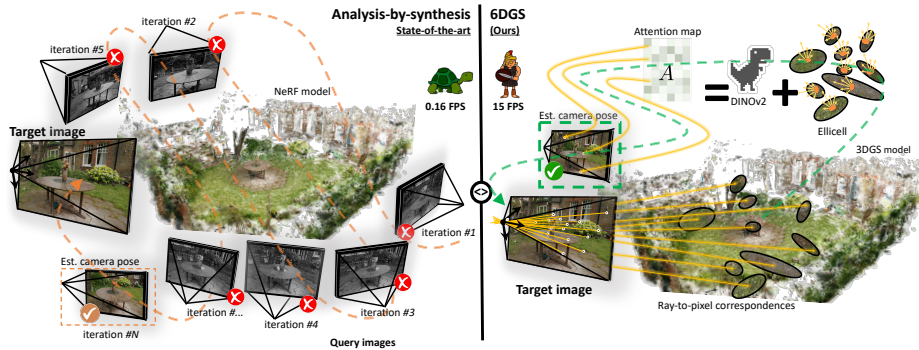 Analysis-by-synthesis
State-of-the-art
iteration #2
iteration #5
NeRF model
0.16 FPS
Target image
iteration #1
Est. camera pose
iteration #N
iteration #...
iteration #4
iteration #3
Query images
<>
6DGS
(Ours)
15 FPS
Attention map
A
=
DINOv2
+
Ellicell
Est. camera pose
3DGS model
Target image
Ray-to-pixel correspondences